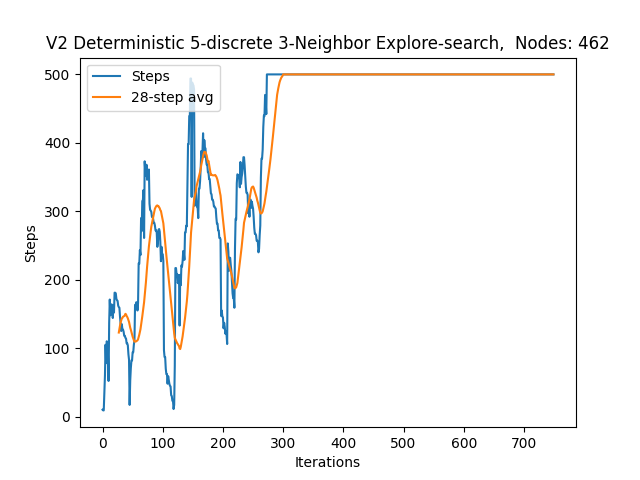 V2 Deterministic 5-discrete 3-Neighbor Explore-search,  Nodes: 462
Steps
28-step avg
500
400
300
200
100
0
Steps
0 100 200 300 400 500 600 700
Iterations